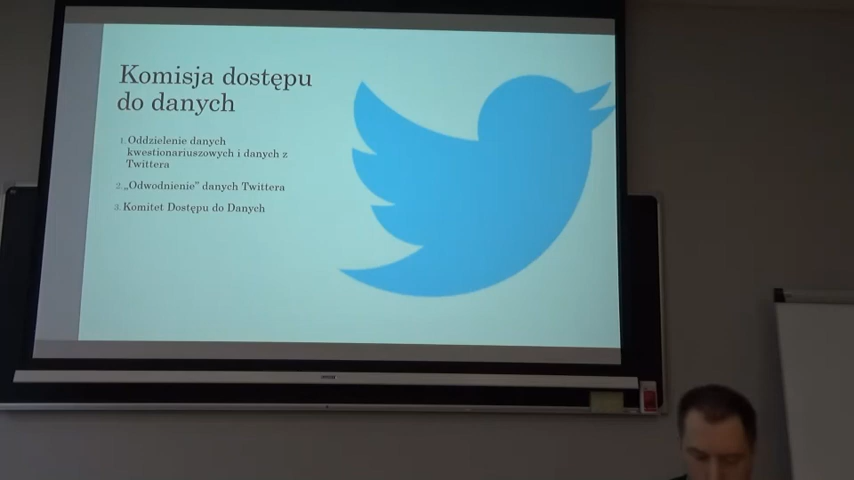 Komisja dostępu
do danych
1. Oddzielenie danych
kwestionariuszowych i danych z
Twittera
2. „Odwodnienie” danych Twittera
3. Komitet Dostępu do Danych